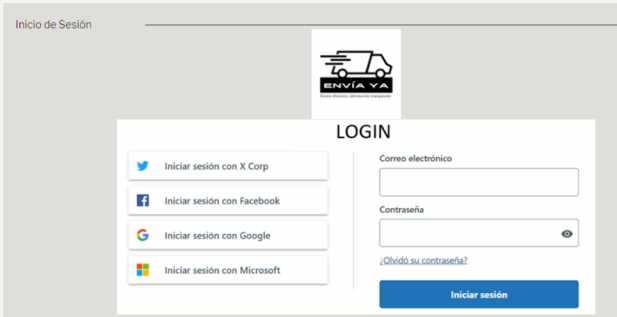 Inicio de Sesión
ENVÍA YA
LOGIN
Iniciar sesión con X Corp
Iniciar sesión con Facebook
Iniciar sesión con Google
Iniciar sesión con Microsoft
Correo electrónico
Contraseña
¿Olvidó su contraseña?
Iniciar sesión